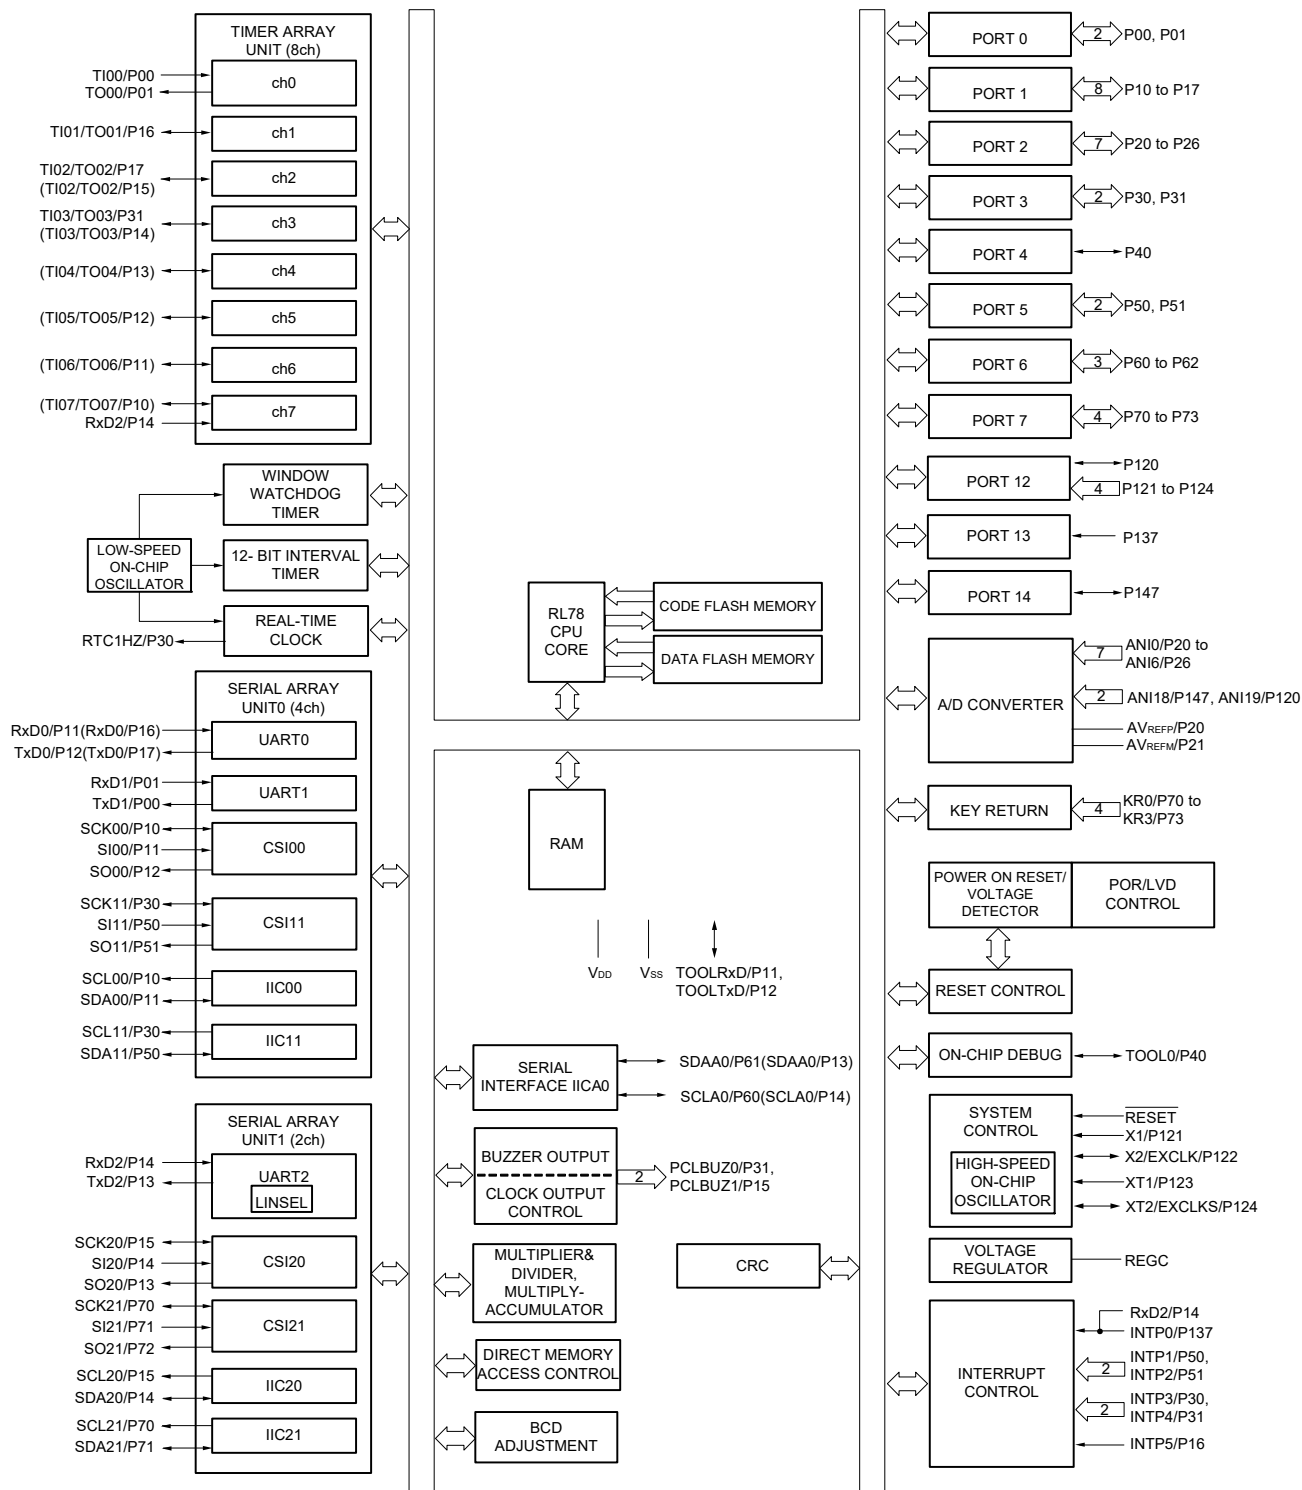 TIMER ARRAY
UNIT (8ch)
TI00/P00
TO00/P01
ch0
TI01/TO01/P16
ch1
TI02/TO02/P17
(TI02/TO02/P15)
ch2
TI03/TO03/P31
(TI03/TO03/P14)
ch3
(TI04/TO04/P13)
ch4
(TI05/TO05/P12)
ch5
(TI06/TO06/P11)
ch6
(TI07/TO07/P10)
RxD2/P14
ch7
WINDOW
WATCHDOG
TIMER
LOW-SPEED
ON-CHIP
OSCILLATOR
12- BIT INTERVAL
TIMER
REAL-TIME
CLOCK
RTC1HZ/P30
SERIAL ARRAY
UNIT0 (4ch)
RxD0/P11(RxD0/P16)
TxD0/P12(TxD0/P17)
UART0
RxD1/P01
TxD1/P00
UART1
SCK00/P10
SI00/P11
SO00/P12
CSI00
SCK11/P30
SI11/P50
SO11/P51
CSI11
SCL00/P10
SDA00/P11
IIC00
SCL11/P30
SDA11/P50
IIC11
SERIAL ARRAY
UNIT1 (2ch)
RxD2/P14
TxD2/P13
UART2
LINSEL
SCK20/P15
SI20/P14
SO20/P13
CSI20
SCK21/P70
SI21/P71
SO21/P72
CSI21
SCL20/P15
SDA20/P14
IIC20
SCL21/P70
SDA21/P71
IIC21
RL78
CPU
CORE
CODE FLASH MEMORY
DATA FLASH MEMORY
RAM
VDD
VSS
TOOLRxD/P11,
TOOLTxD/P12
SERIAL
INTERFACE IICA0
SDAA0/P61(SDAA0/P13)
SCLA0/P60(SCLA0/P14)
BUZZER OUTPUT
CLOCK OUTPUT
CONTROL
2
PCLBUZ0/P31,
PCLBUZ1/P15
MULTIPLIER&
DIVIDER,
MULTIPLY-
ACCUMULATOR
CRC
DIRECT MEMORY
ACCESS CONTROL
BCD
ADJUSTMENT
PORT 0
2
P00, P01
PORT 1
8
P10 to P17
PORT 2
7
P20 to P26
PORT 3
2
P30, P31
PORT 4
P40
PORT 5
2
P50, P51
PORT 6
3
P60 to P62
PORT 7
4
P70 to P73
PORT 12
P120
4
P121 to P124
PORT 13
P137
PORT 14
P147
A/D CONVERTER
7
ANI0/P20 to
ANI6/P26
2
ANI18/P147, ANI19/P120
AVREFP/P20
AVREFM/P21
KEY RETURN
4
KR0/P70 to
KR3/P73
POWER ON RESET/
VOLTAGE
DETECTOR
POR/LVD
CONTROL
RESET CONTROL
ON-CHIP DEBUG
TOOL0/P40
SYSTEM
CONTROL
HIGH-SPEED
ON-CHIP
OSCILLATOR
RESET
X1/P121
X2/EXCLK/P122
XT1/P123
XT2/EXCLKS/P124
VOLTAGE
REGULATOR
REGC
INTERRUPT
CONTROL
RxD2/P14
INTP0/P137
2
INTP1/P50,
INTP2/P51
2
INTP3/P30,
INTP4/P31
INTP5/P16